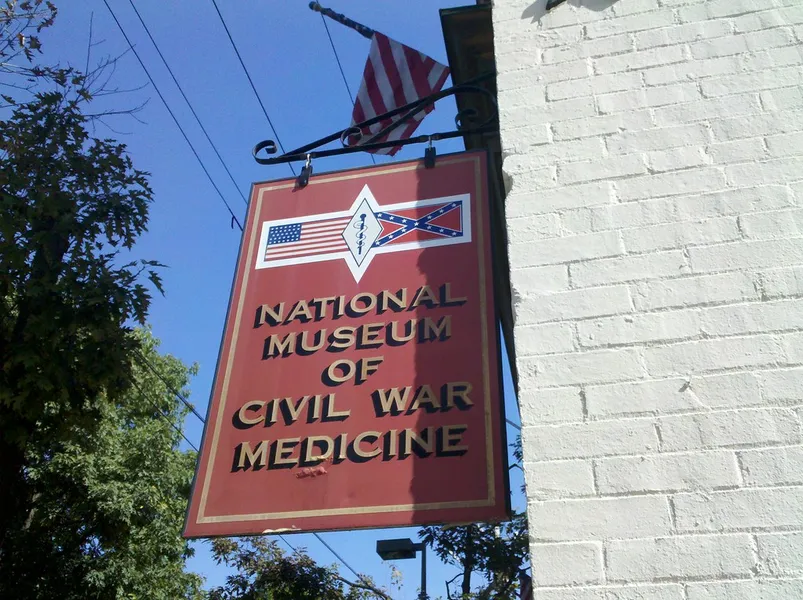 NATIONAL
MUSEUM
OF
CIVIL WAR
MEDICINE